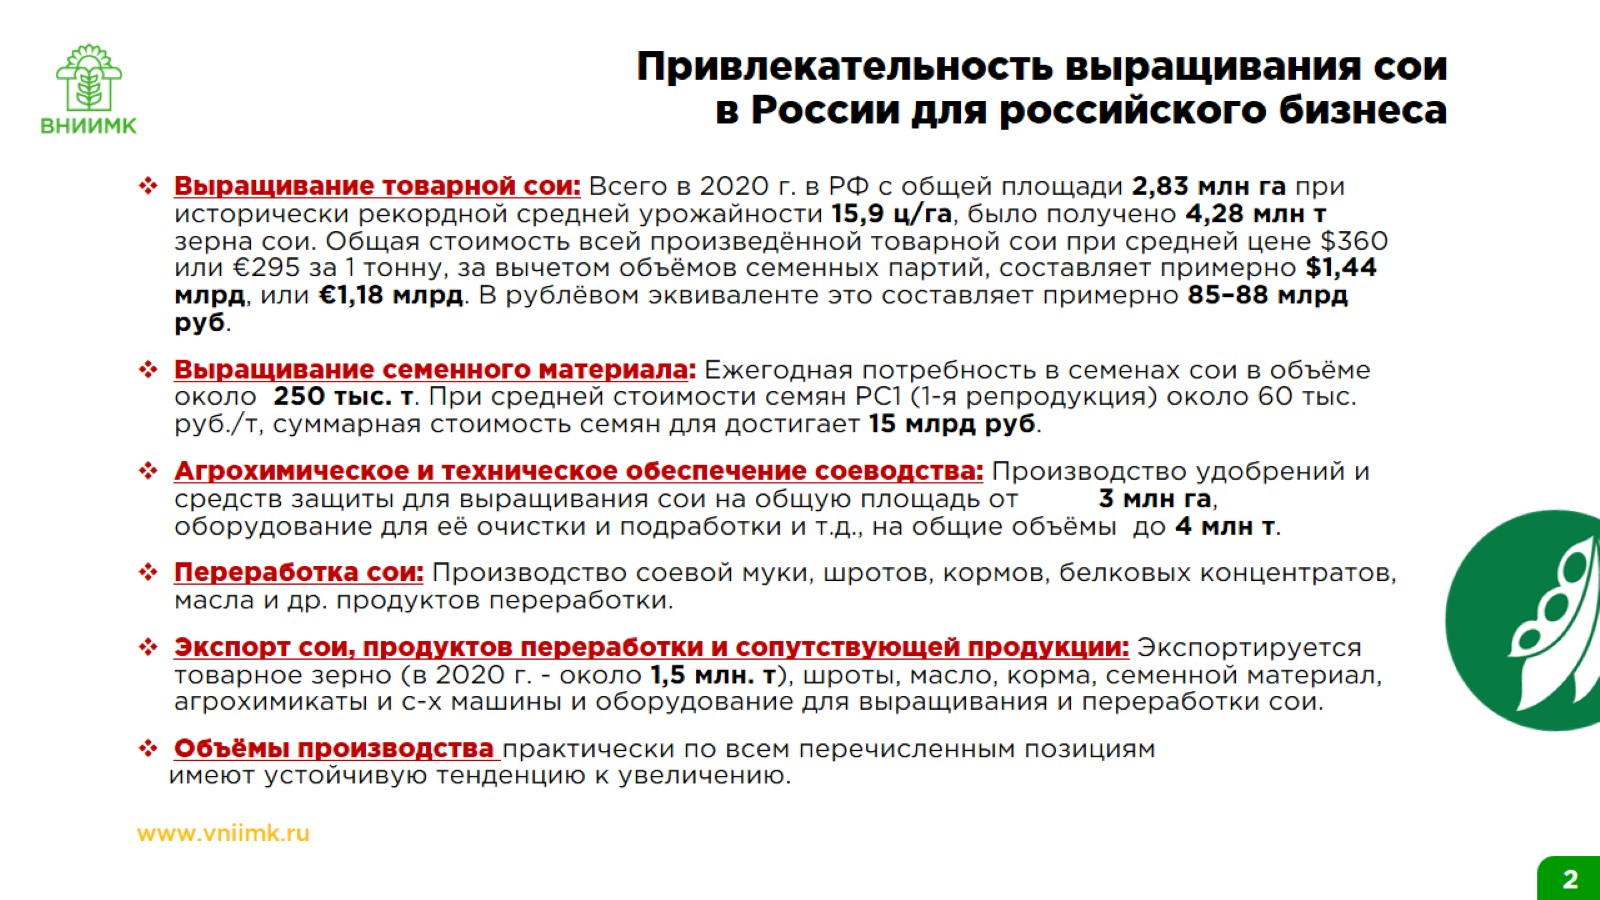 ВНИИМК
Привлекательность выращивания сои
в России для российского бизнеса
❖ Выращивание товарной сои: Всего в 2020 г. в РФ с общей площади 2,83 млн га при
исторически рекордной средней урожайности 15,9 ц/га, было получено 4,28 млн т
зерна сои. Общая стоимость всей произведённой товарной сои при средней цене $360
или €295 за 1 тонну, за вычетом объёмов семенных партий, составляет примерно $1,44
млрд, или €1,18 млрд. В рублёвом эквиваленте это составляет примерно 85–88 млрд
руб.
❖ Выращивание семенного материала: Ежегодная потребность в семенах сои в объёме
около 250 тыс. т. При средней стоимости семян РС1 (1-я репродукция) около 60 тыс.
руб./т, суммарная стоимость семян для достигает 15 млрд руб.
❖ Агрохимическое и техническое обеспечение соеводства: Производство удобрений и
средств защиты для выращивания сои на общую площадь от 3 млн га,
оборудование для её очистки и подработки и т.д., на общие объёмы до 4 млн т.
❖ Переработка сои: Производство соевой муки, шротов, кормов, белковых концентратов,
масла и др. продуктов переработки.
❖ Экспорт сои, продуктов переработки и сопутствующей продукции: Экспортируется
товарное зерно (в 2020 г. - около 1,5 млн. т), шроты, масло, корма, семенной материал,
агрохимикаты и с-х машины и оборудование для выращивания и переработки сои.
❖ Объёмы производства практически по всем перечисленным позициям
имеют устойчивую тенденцию к увеличению.
www.vniimk.ru
2